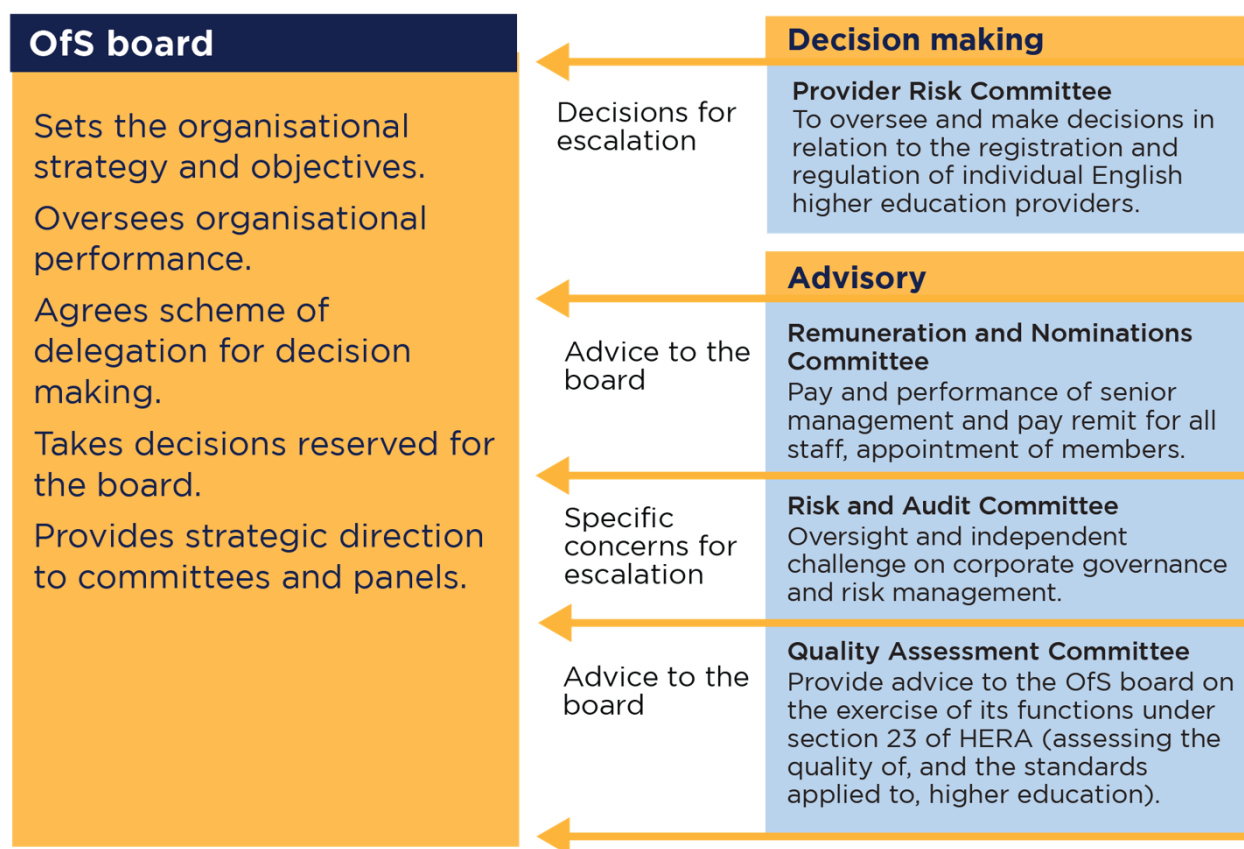 OfS board
Sets the organisational
strategy and objectives.
Oversees organisational
performance.
Agrees scheme of
delegation for decision
making.
Takes decisions reserved for
the board.
Provides strategic direction
to committees and panels.
Decisions for
escalation
Advice to the
board
Specific
concerns for
escalation
Advice to the
board
Decision making
Provider Risk Committee
To oversee and make decisions in
relation to the registration and
regulation of individual English
higher education providers.
Advisory
Remuneration and Nominations
Committee
Pay and performance of senior
management and pay remit for all
staff, appointment of members.
Risk and Audit Committee
Oversight and independent
challenge on corporate governance
and risk management.
Quality Assessment Committee
Provide advice to the OfS board on
the exercise of its functions under
section 23 of HERA (assessing the
quality of, and the standards
applied to, higher education).